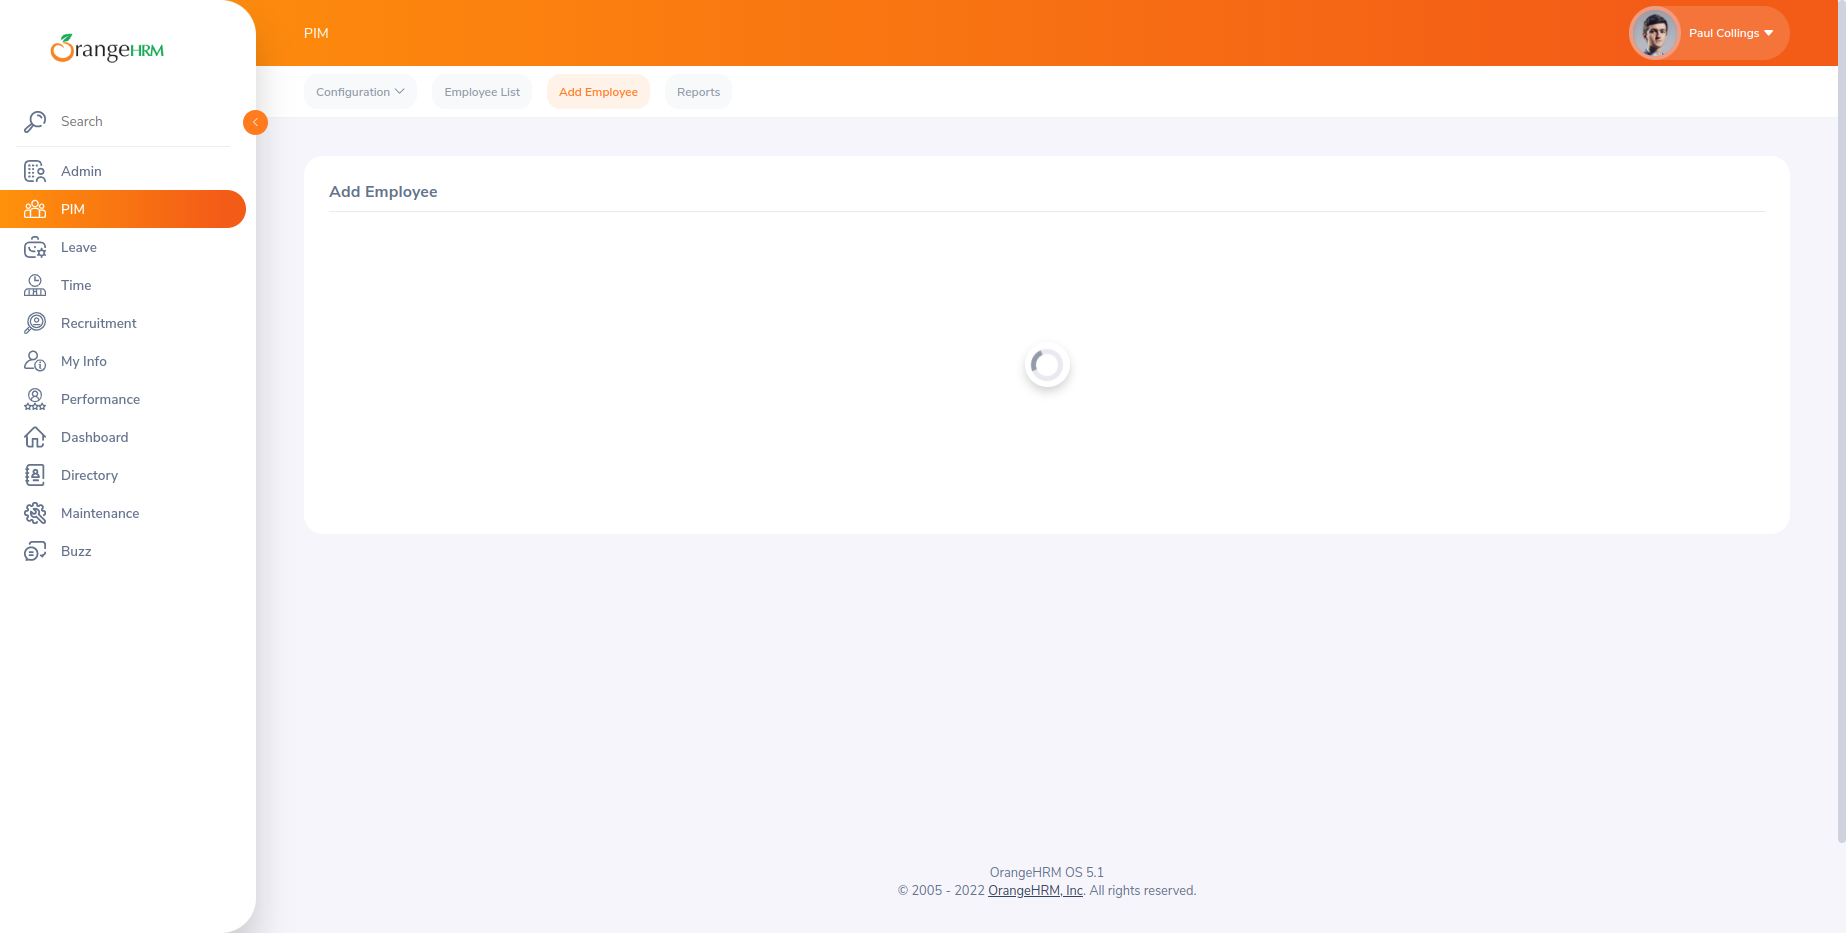 OrangeHRM
Search
Admin
PIM
Leave
Time
Recruitment
My Info
Performance
Dashboard
Directory
Maintenance
Buzz
PIM
Paul Collings
Configuration
Employee List
Add Employee
Reports
Add Employee
OrangeHRM OS 5.1
© 2005 - 2022 OrangeHRM, Inc. All rights reserved.